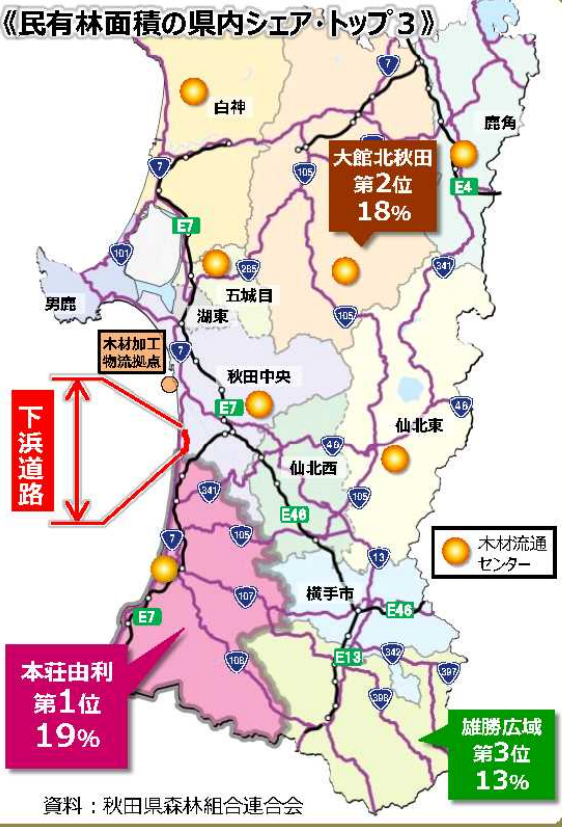 《民有林面積の県内シェア・トップ３》
7
白神
鹿角
大館北秋田
第2位
18%
7
105
E4
E7
101
285
341
五城目
男鹿
湖東
105
木材加工
物流拠点
7
秋田中央
E7
46
仙北東
下浜道路
46
仙北西
341
105
E46
105
7
13
木材流通
センター
107
横手市
E7
E46
E13
342
397
108
398
本荘由利
第1位
19%
雄勝広域
第3位
13%
資料：秋田県森林組合連合会